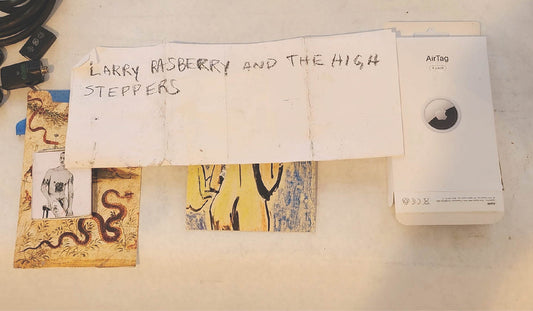 LARRY RASBERRY AND THE HIGH
STEPPERS
AirTag